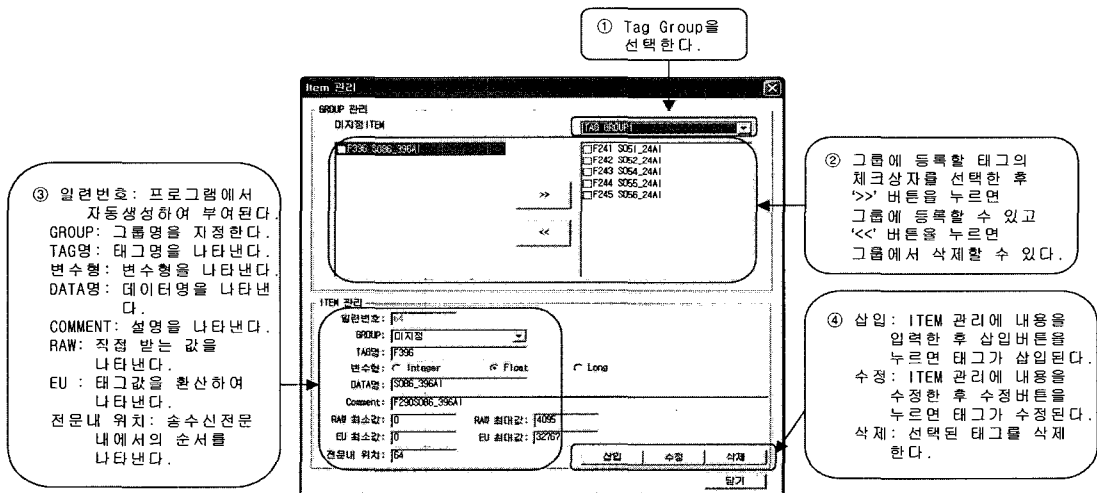 ① Tag Group을
선택한다.
Item 관리
GROUP 관리
미지정ITEM
TAG GROUP1
F396 S086_396AI
F241 S051_24AI
F242 S052_24AI
F243 S054_24AI
F244 S055_24AI
F245 S056_24AI
>>
<<
② 그룹에 등록할 태그의
체크상자를 선택한 후
'>>' 버튼을 누르면
그룹에 등록할 수 있고
'<<' 버튼을 누르면
그룹에서 삭제할 수 있다.
③ 일련번호: 프로그램에서
자동생성하여 부여된다.
GROUP: 그룹명을 지정한다.
TAG명: 태그명을 나타낸다.
변수형: 변수형을 나타낸다.
DATA명: 데이터명을 나타낸
다.
COMMENT: 설명을 나타낸다.
RAW: 직접 받는 값을
나타낸다.
EU : 태그값을 환산하여
나타낸다.
전문내 위치: 송수신전문
내에서의 순서를
나타낸다.
ITEM 관리
일련번호: 64
GROUP: 미지정
TAG명: F396
변수형: Integer Float Long
DATA명: S086_396AI
Comment: F290S086_396AI
RAW 최소값: 0 RAW 최대값: 4095
EU 최소값: 0 EU 최대값: 32767
전문내 위치: 64
삽입 수정 삭제
닫기
④ 삽입: ITEM 관리에 내용을
입력한 후 삽입버튼을
누르면 태그가 삽입된다.
수정: ITEM 관리에 내용을
수정한 후 수정버튼을
누르면 태그가 수정된다.
삭제: 선택된 태그를 삭제
한다.